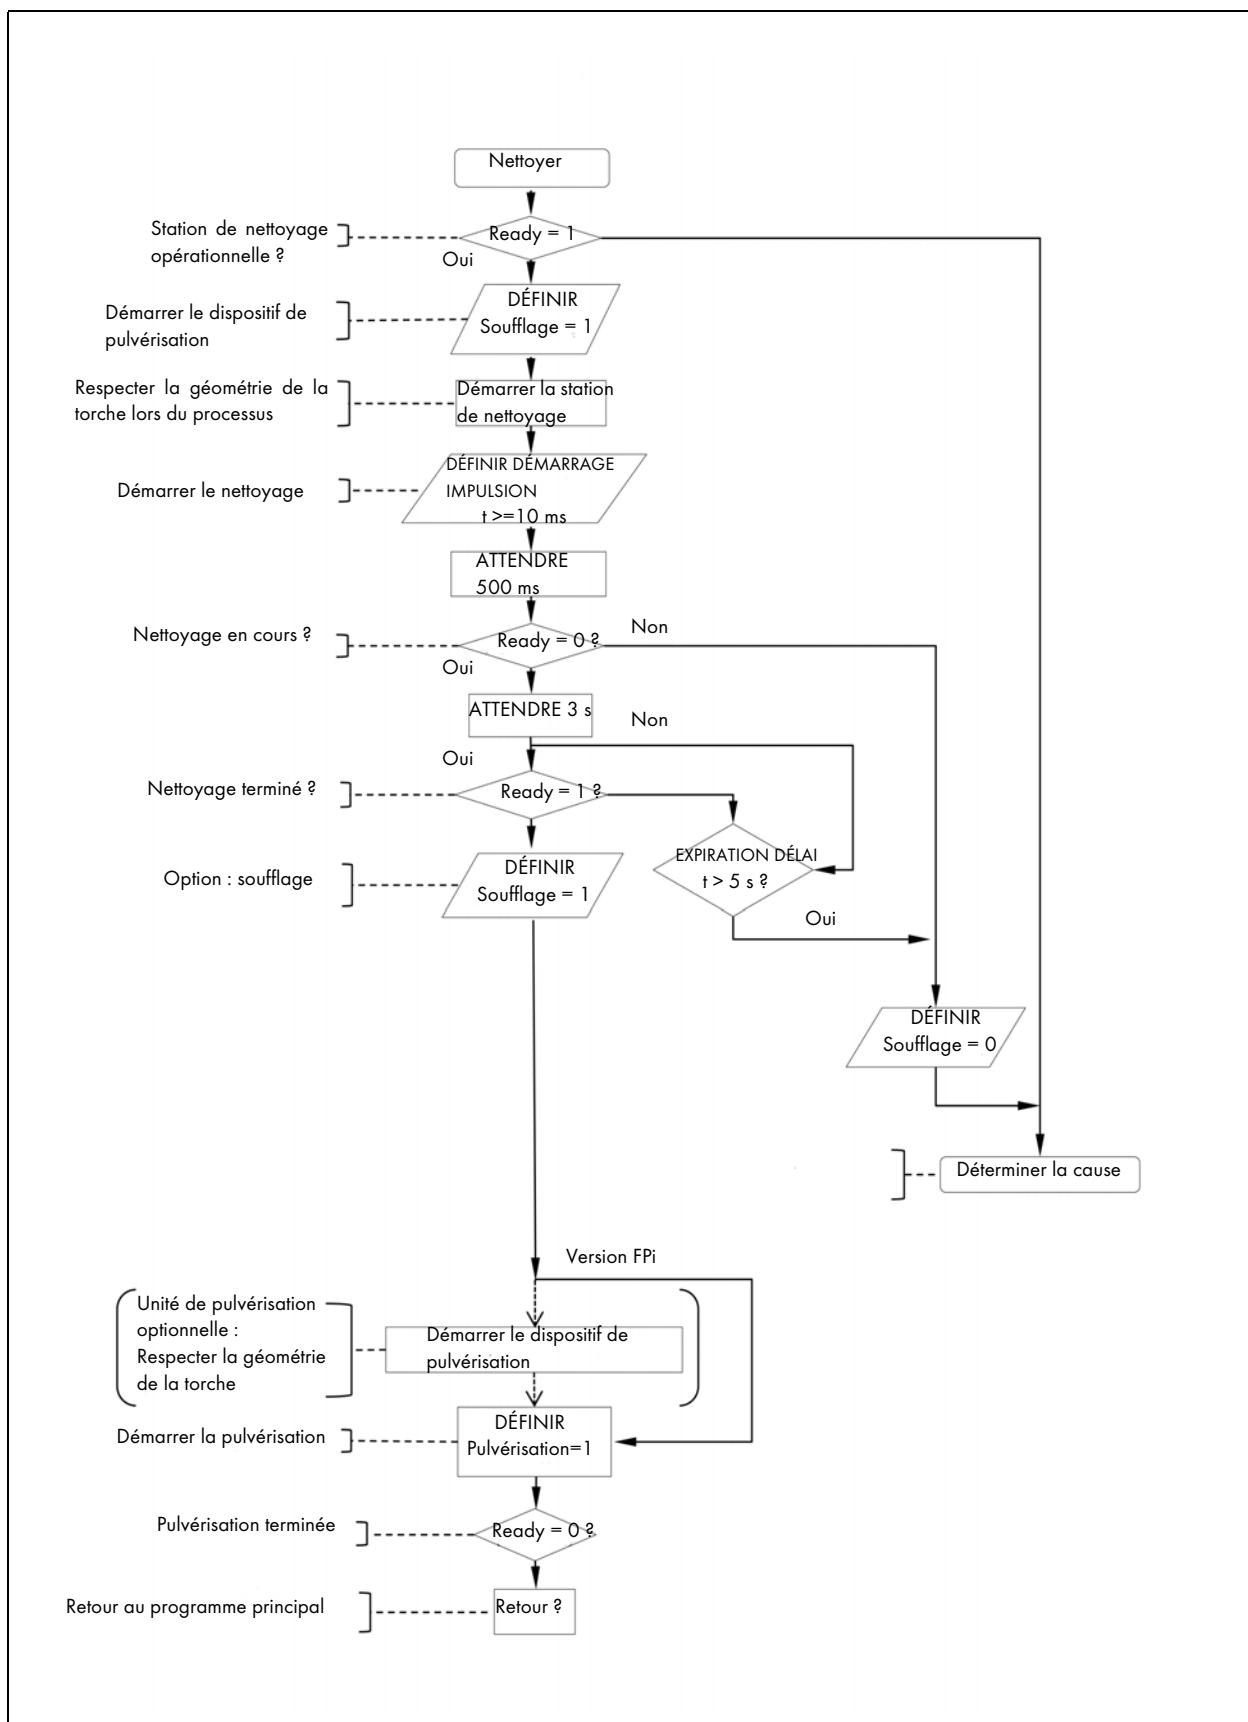 Nettoyer
Station de nettoyage
opérationnelle ?
Ready = 1
Oui
Démarrer le dispositif de
pulvérisation
DÉFINIR
Soufflage = 1
Respecter la géométrie de la
torche lors du processus
Démarrer la station
de nettoyage
Démarrer le nettoyage
DÉFINIR DÉMARRAGE
IMPULSION
t >=10 ms
ATTENDRE
500 ms
Nettoyage en cours ?
Ready = 0 ?
Non
Oui
ATTENDRE 3 s
Non
Oui
Nettoyage terminé ?
Ready = 1 ?
EXPIRATION DÉLAI
t > 5 s ?
Oui
Option : soufflage
DÉFINIR
Soufflage = 1
DÉFINIR
Soufflage = 0
Déterminer la cause
Version FPi
Unité de pulvérisation
optionnelle :
Respecter la géométrie
de la torche
Démarrer le dispositif de
pulvérisation
Démarrer la pulvérisation
DÉFINIR
Pulvérisation=1
Pulvérisation terminée
Ready = 0 ?
Retour au programme principal
Retour ?